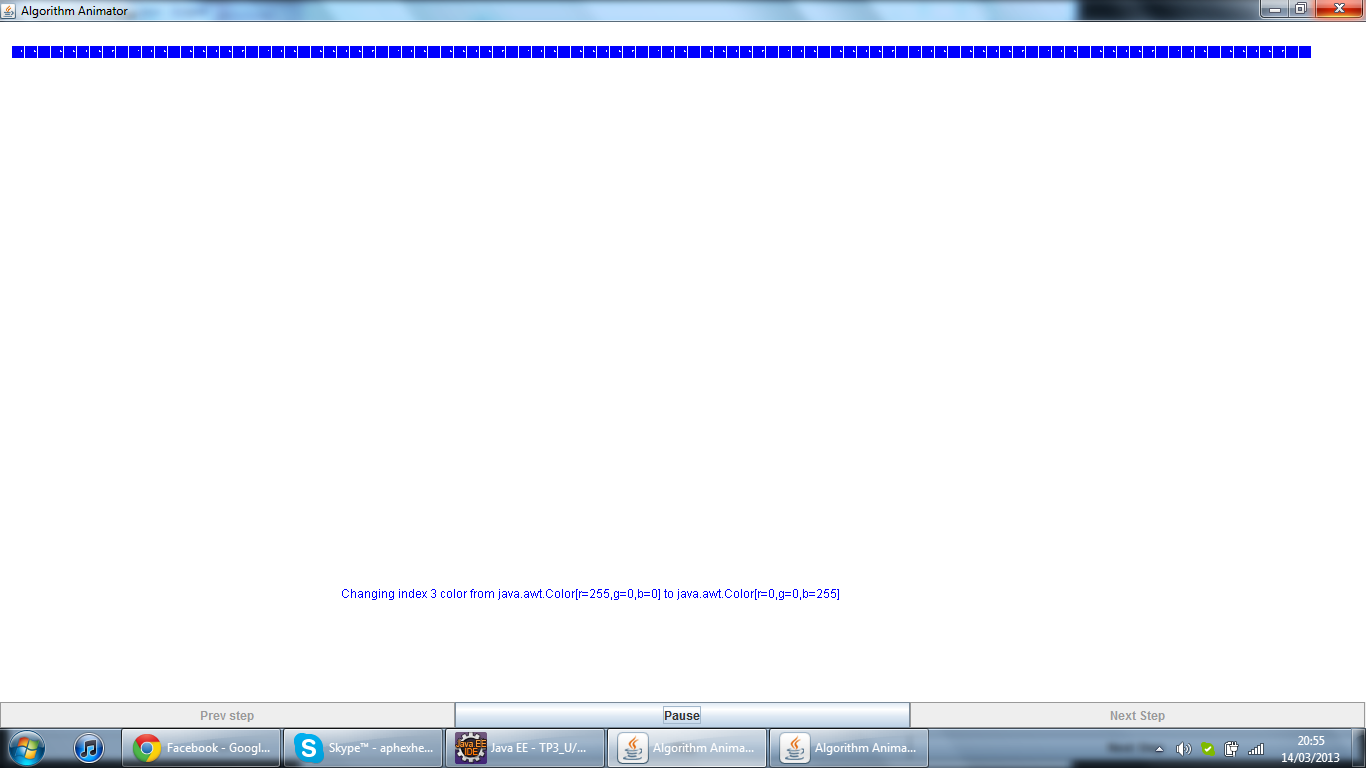 Algorithm Animator
Changing index 3 color from java.awt.Color[r=255,g=0,b=0] to java.awt.Color[r=0,g=0,b=255]
Prev step
Pause
Next Step
Facebook - Googl...
Skype™ - aphexhe...
Java EE IDE
Java EE - TP3_U/...
Algorithm Anima...
Algorithm Anima...
20:55
14/03/2013